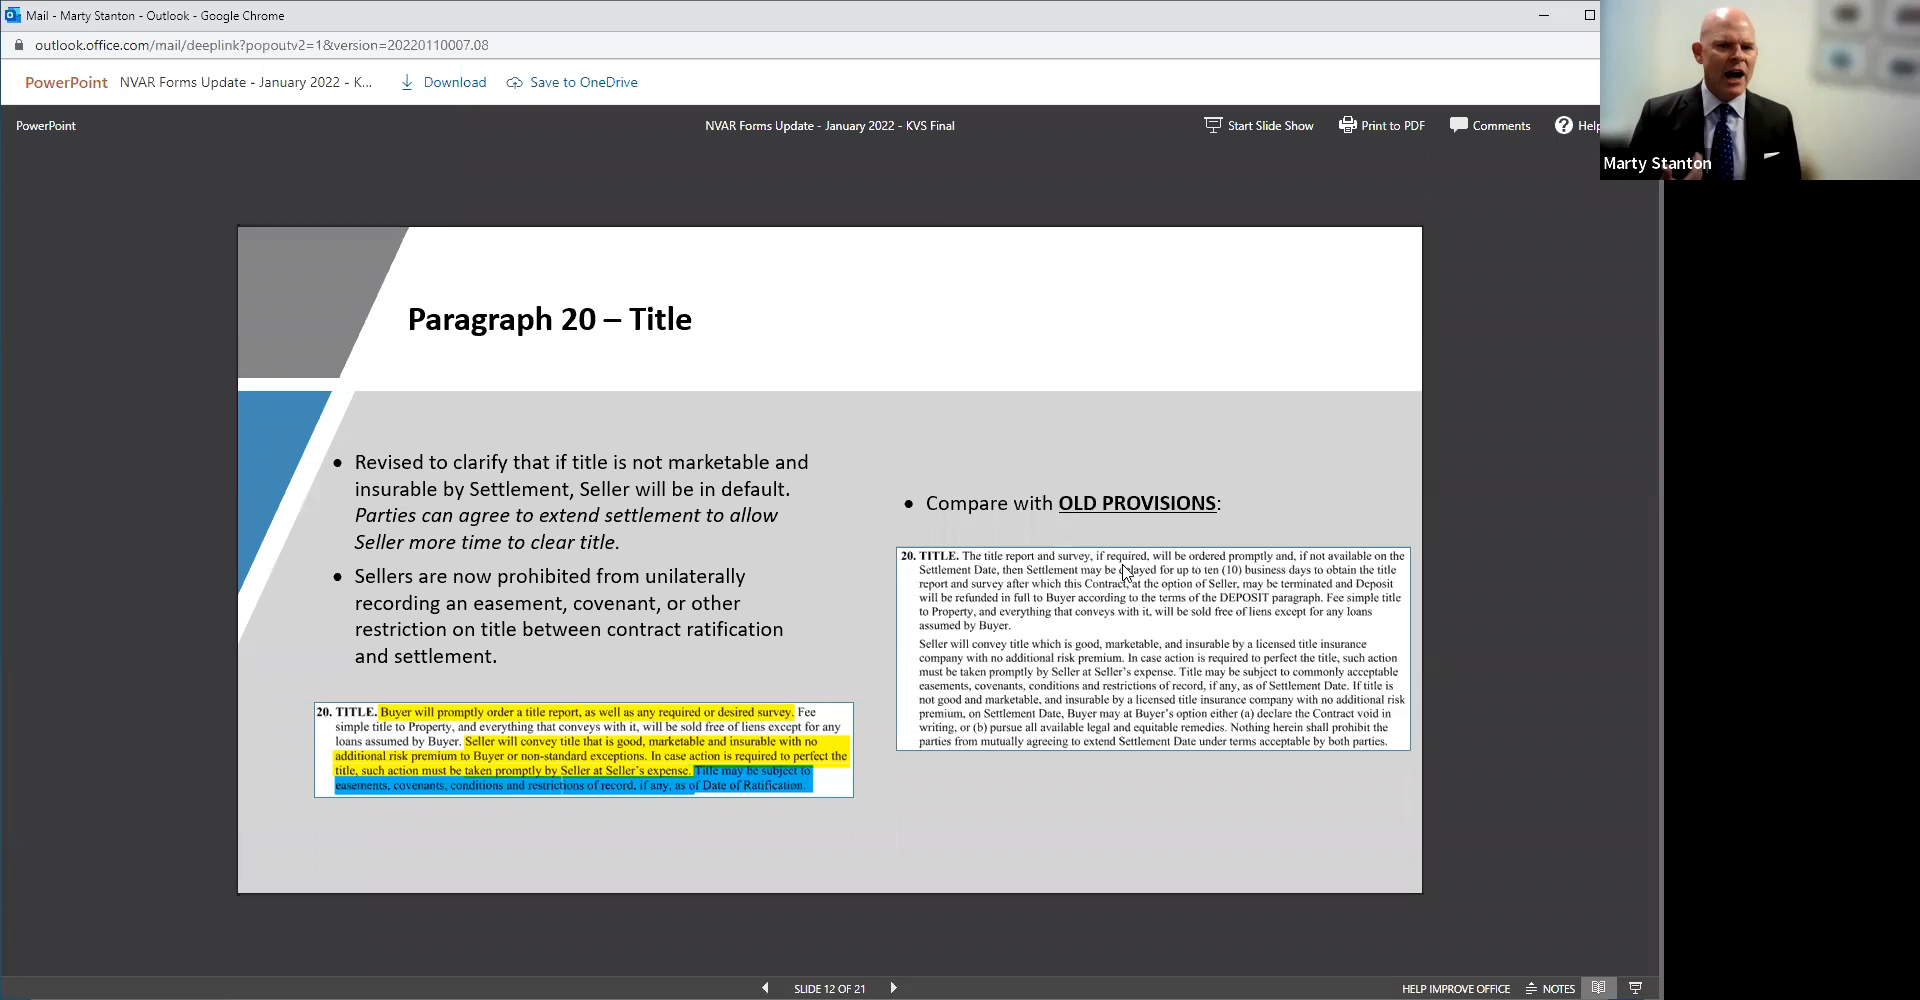 Mail - Marty Stanton - Outlook - Google Chrome
outlook.office.com/mail/deeplink?popoutv2=1&version=20220110007.08
PowerPoint NVAR Forms Update - January 2022 - K... Download Save to OneDrive
PowerPoint NVAR Forms Update - January 2022 - KVS Final Start Slide Show Print to PDF Comments Help
Marty Stanton
Paragraph 20 – Title
• Revised to clarify that if title is not marketable and
insurable by Settlement, Seller will be in default.
Parties can agree to extend settlement to allow
Seller more time to clear title.
• Sellers are now prohibited from unilaterally
recording an easement, covenant, or other
restriction on title between contract ratification
and settlement.
20. TITLE. Buyer will promptly order a title report, as well as any required or desired survey. Fee
simple title to Property, and everything that conveys with it, will be sold free of liens except for any
loans assumed by Buyer. Seller will convey title that is good, marketable and insurable with no
additional risk premium to Buyer or non-standard exceptions. In case action is required to perfect the
title, such action must be taken promptly by Seller at Seller's expense. Title may be subject to
easements, covenants, conditions and restrictions of record, if any, as of Date of Ratification.
• Compare with OLD PROVISIONS:
20. TITLE. The title report and survey, if required, will be ordered promptly and, if not available on the
Settlement Date, then Settlement may be delayed for up to ten (10) business days to obtain the title
report and survey after which this Contract, at the option of Seller, may be terminated and Deposit
will be refunded in full to Buyer according to the terms of the DEPOSIT paragraph. Fee simple title
to Property, and everything that conveys with it, will be sold free of liens except for any loans
assumed by Buyer.
Seller will convey title which is good, marketable, and insurable by a licensed title insurance
company with no additional risk premium. In case action is required to perfect the title, such action
must be taken promptly by Seller at Seller's expense. Title may be subject to commonly acceptable
easements, covenants, conditions and restrictions of record, if any, as of Settlement Date. If title is
not good and marketable, and insurable by a licensed title insurance company with no additional risk
premium, on Settlement Date, Buyer may at Buyer's option either (a) declare the Contract void in
writing, or (b) pursue all available legal and equitable remedies. Nothing herein shall prohibit the
parties from mutually agreeing to extend Settlement Date under terms acceptable by both parties.
SLIDE 12 OF 21 HELP IMPROVE OFFICE NOTES